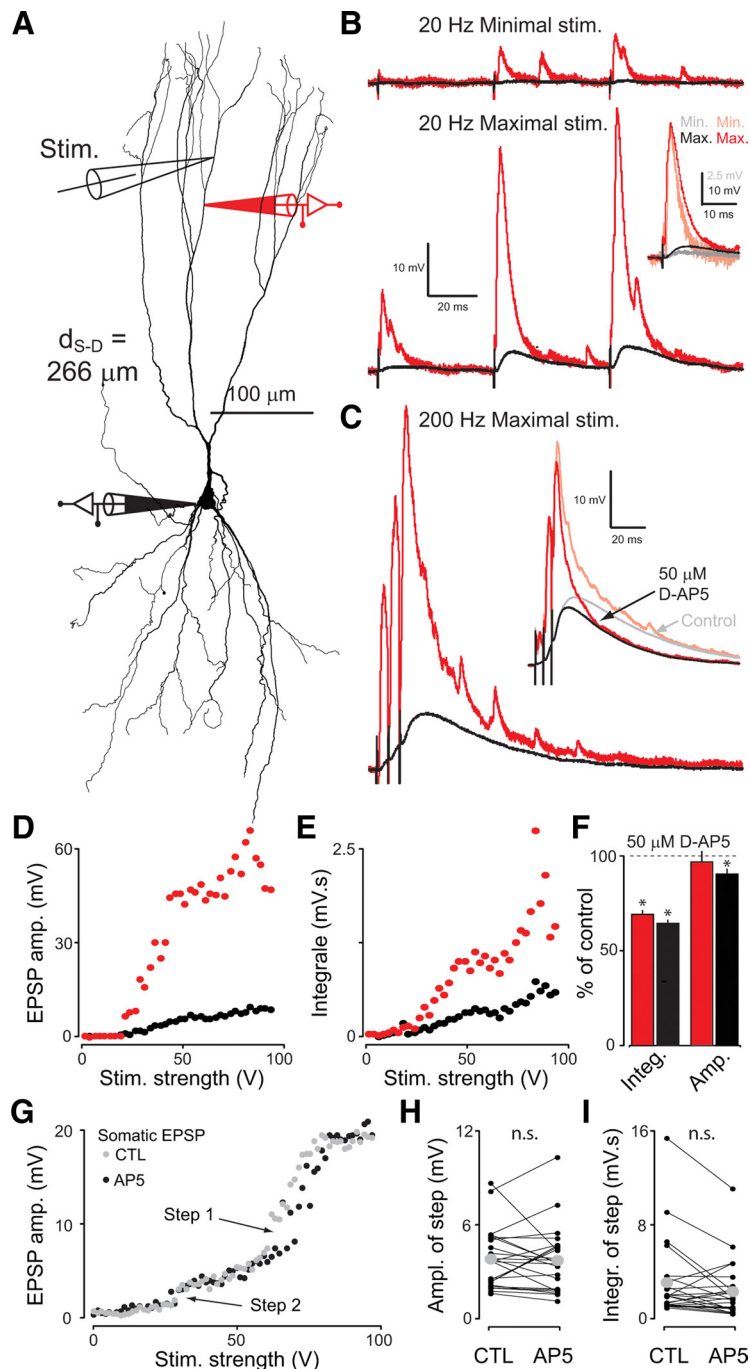 A
Stim.
dS-D =
266 μm
100 μm
B
20 Hz Minimal stim.
20 Hz Maximal stim.
Min. Min.
Max. Max.
2.5 mV
10 mV
10 ms
10 mV
20 ms
C
200 Hz Maximal stim.
10 mV
20 ms
50 μM
D-AP5
Control
D
EPSP amp. (mV)
60
30
0
0
50
100
Stim. strength (V)
E
Integrale (mV.s)
2.5
0
0
50
100
Stim. strength (V)
F
50 μM D-AP5
% of control
100
50
0
*
*
*
Integ.
Amp.
G
EPSP amp. (mV)
20
10
0
Somatic EPSP
CTL
AP5
Step 1
Step 2
0
50
100
Stim. strength (V)
H
n.s.
Ampl. of step (mV)
12
6
0
CTL
AP5
I
n.s.
Integr. of step (mV.s)
16
8
0
CTL
AP5